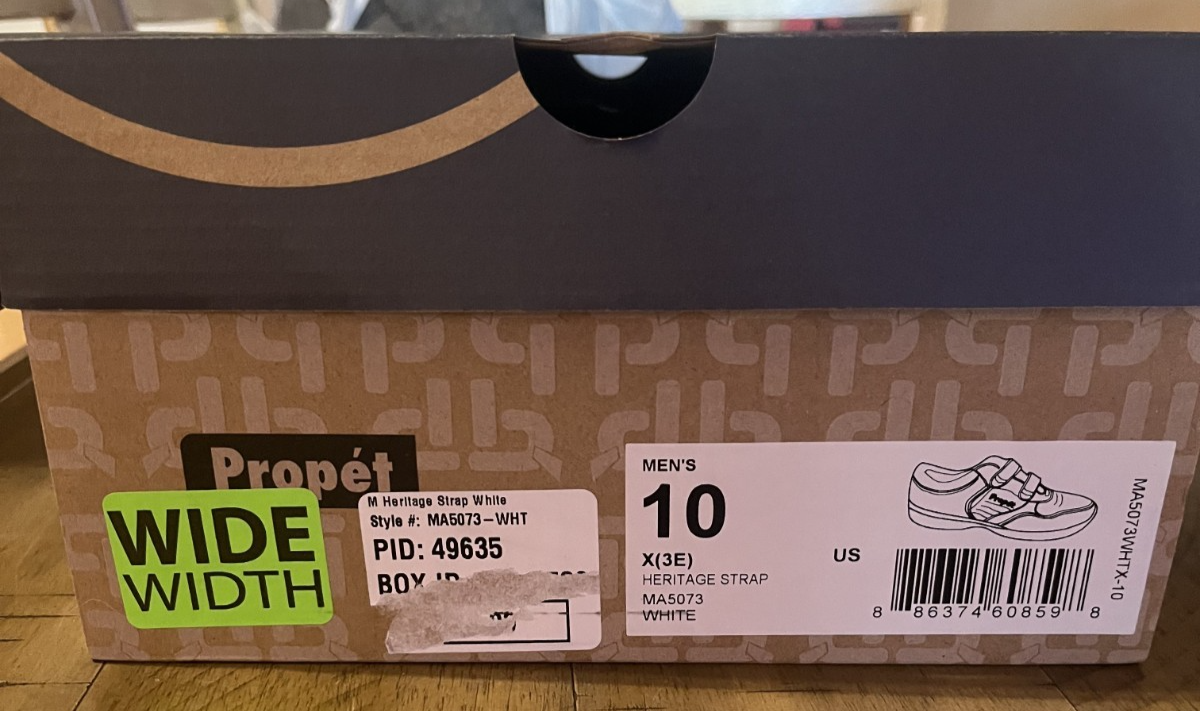 Propét
WIDE
WIDTH
M Heritage Strap White
Style #: MA5073-WHT
PID: 49635
BOX
MEN'S
10
X(3E)
HERITAGE STRAP
MA5073
WHITE
US
Propét
8 86374 60859 8
MA5073WHTX-10